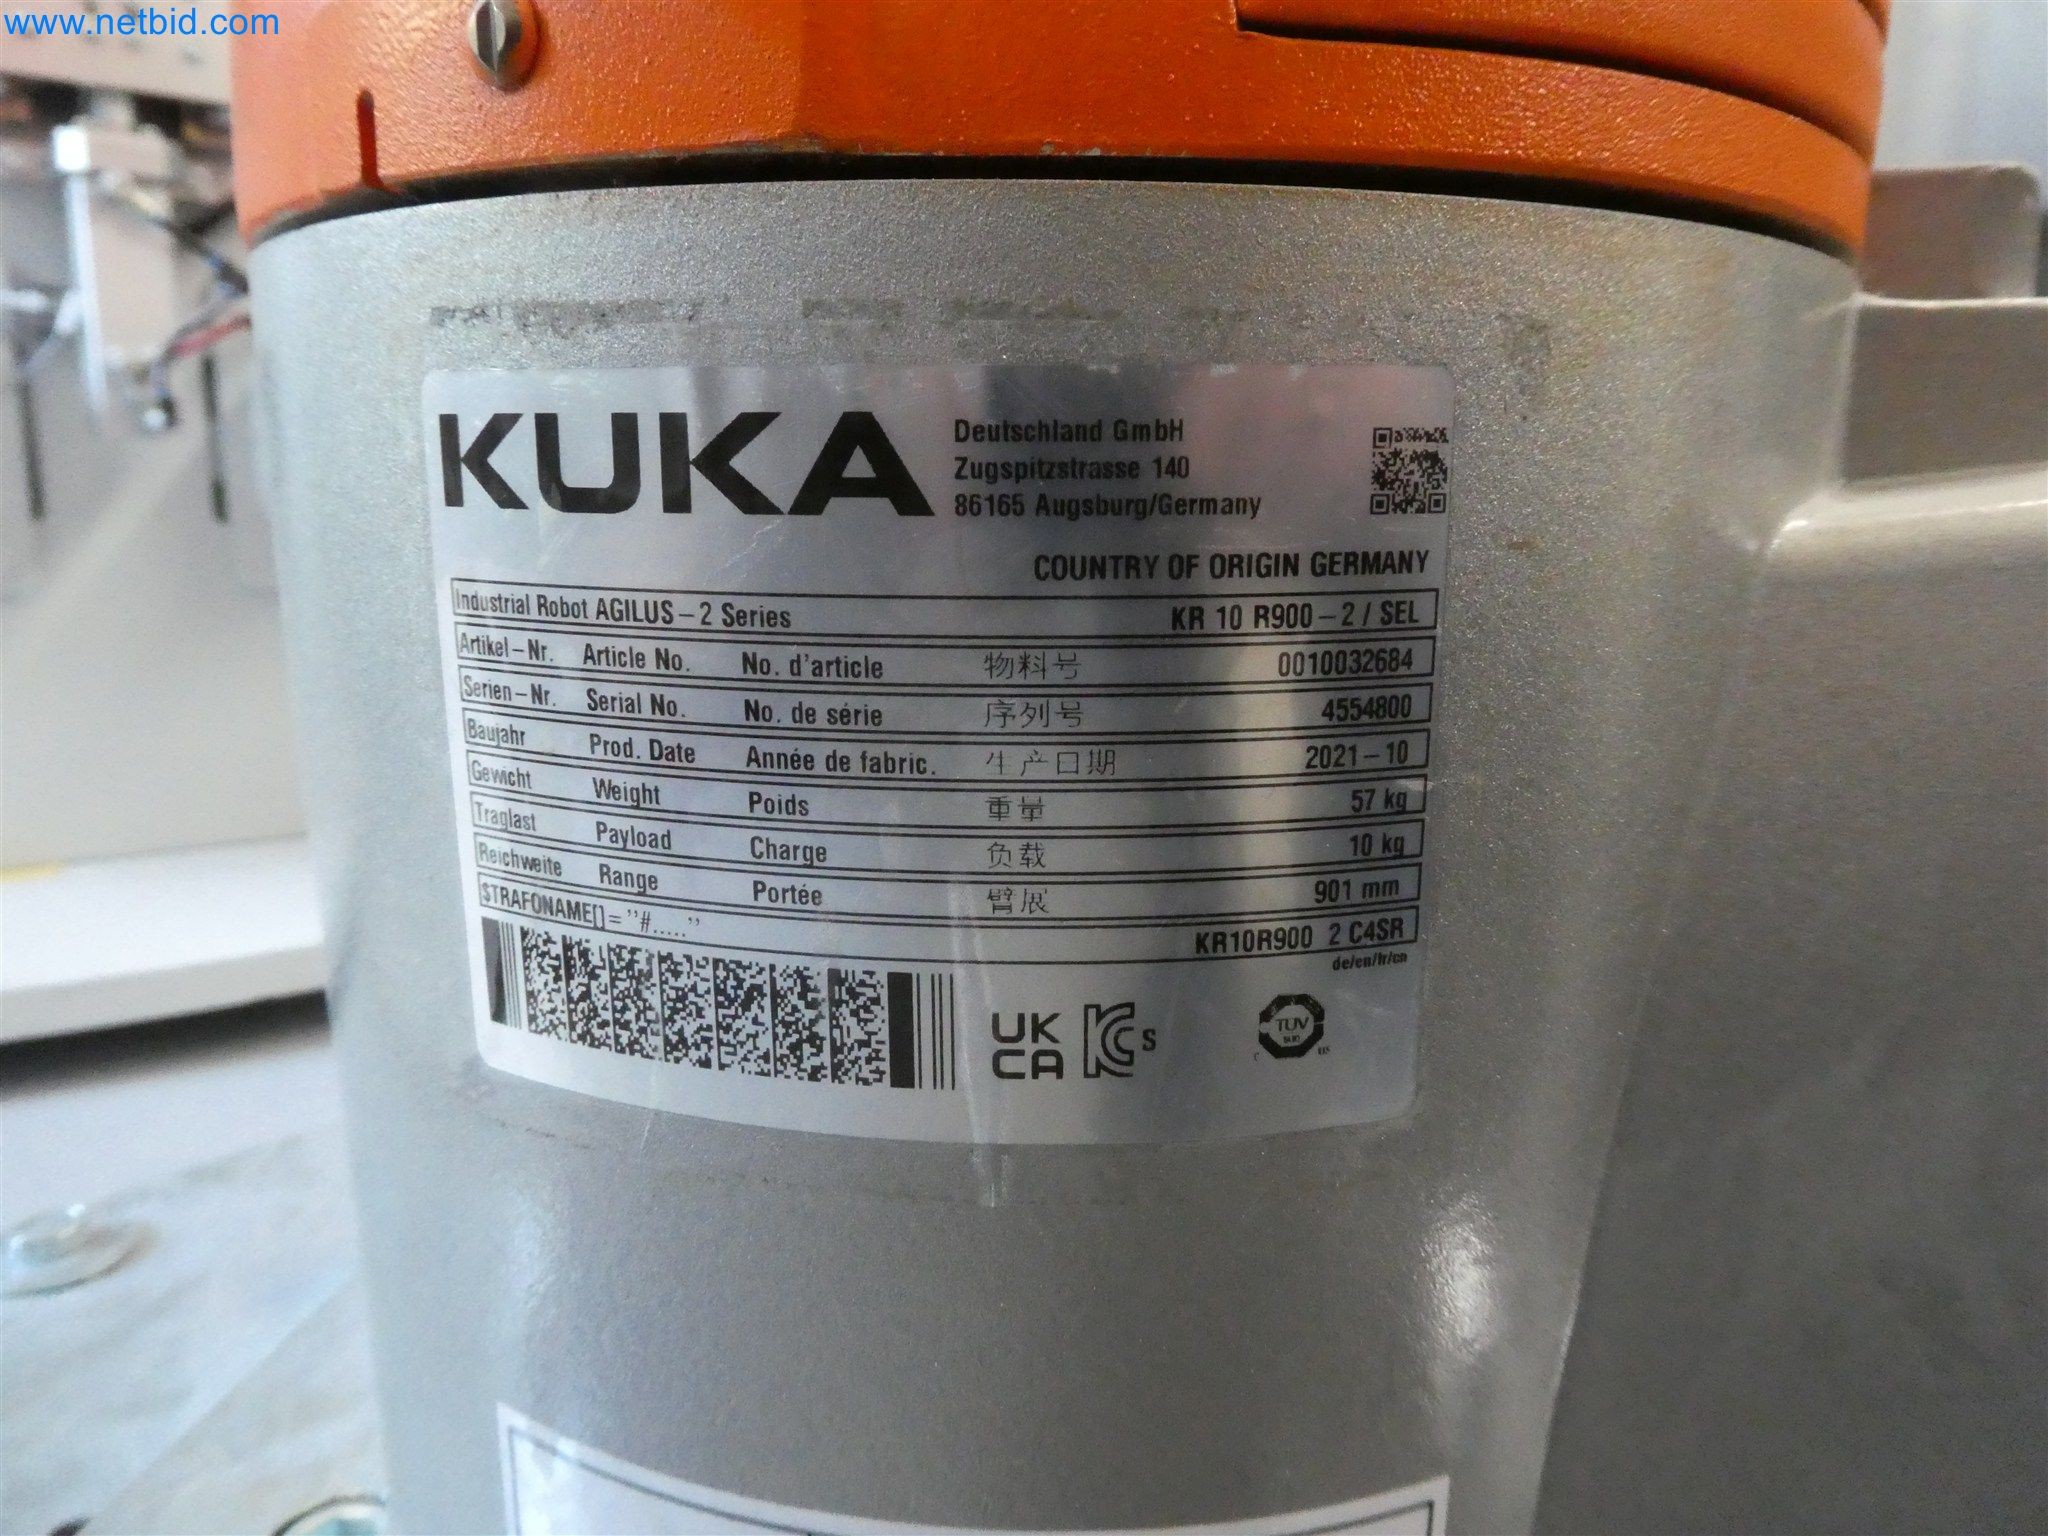 www.netbid.com
KUKA
Deutschland GmbH
Zugspitzstrasse 140
86165 Augsburg/Germany
COUNTRY OF ORIGIN GERMANY
Industrial Robot AGILUS-2 Series KR 10 R900-2 / SEL
Artikel-Nr. Article No. No. d'article 物料号 0010032684
Serien-Nr. Serial No. No. de série 序列号 4554800
Baujahr Prod. Date Année de fabric. 生产日期 2021-10
Gewicht Weight Poids 重量 57 kg
Traglast Payload Charge 负载 10 kg
Reichweite Range Portée 臂展 901 mm
$TRAFONAME[]="#....." KR10R900 2 C4SR
de/en/fr/cn
UK
CA
S
TÜV